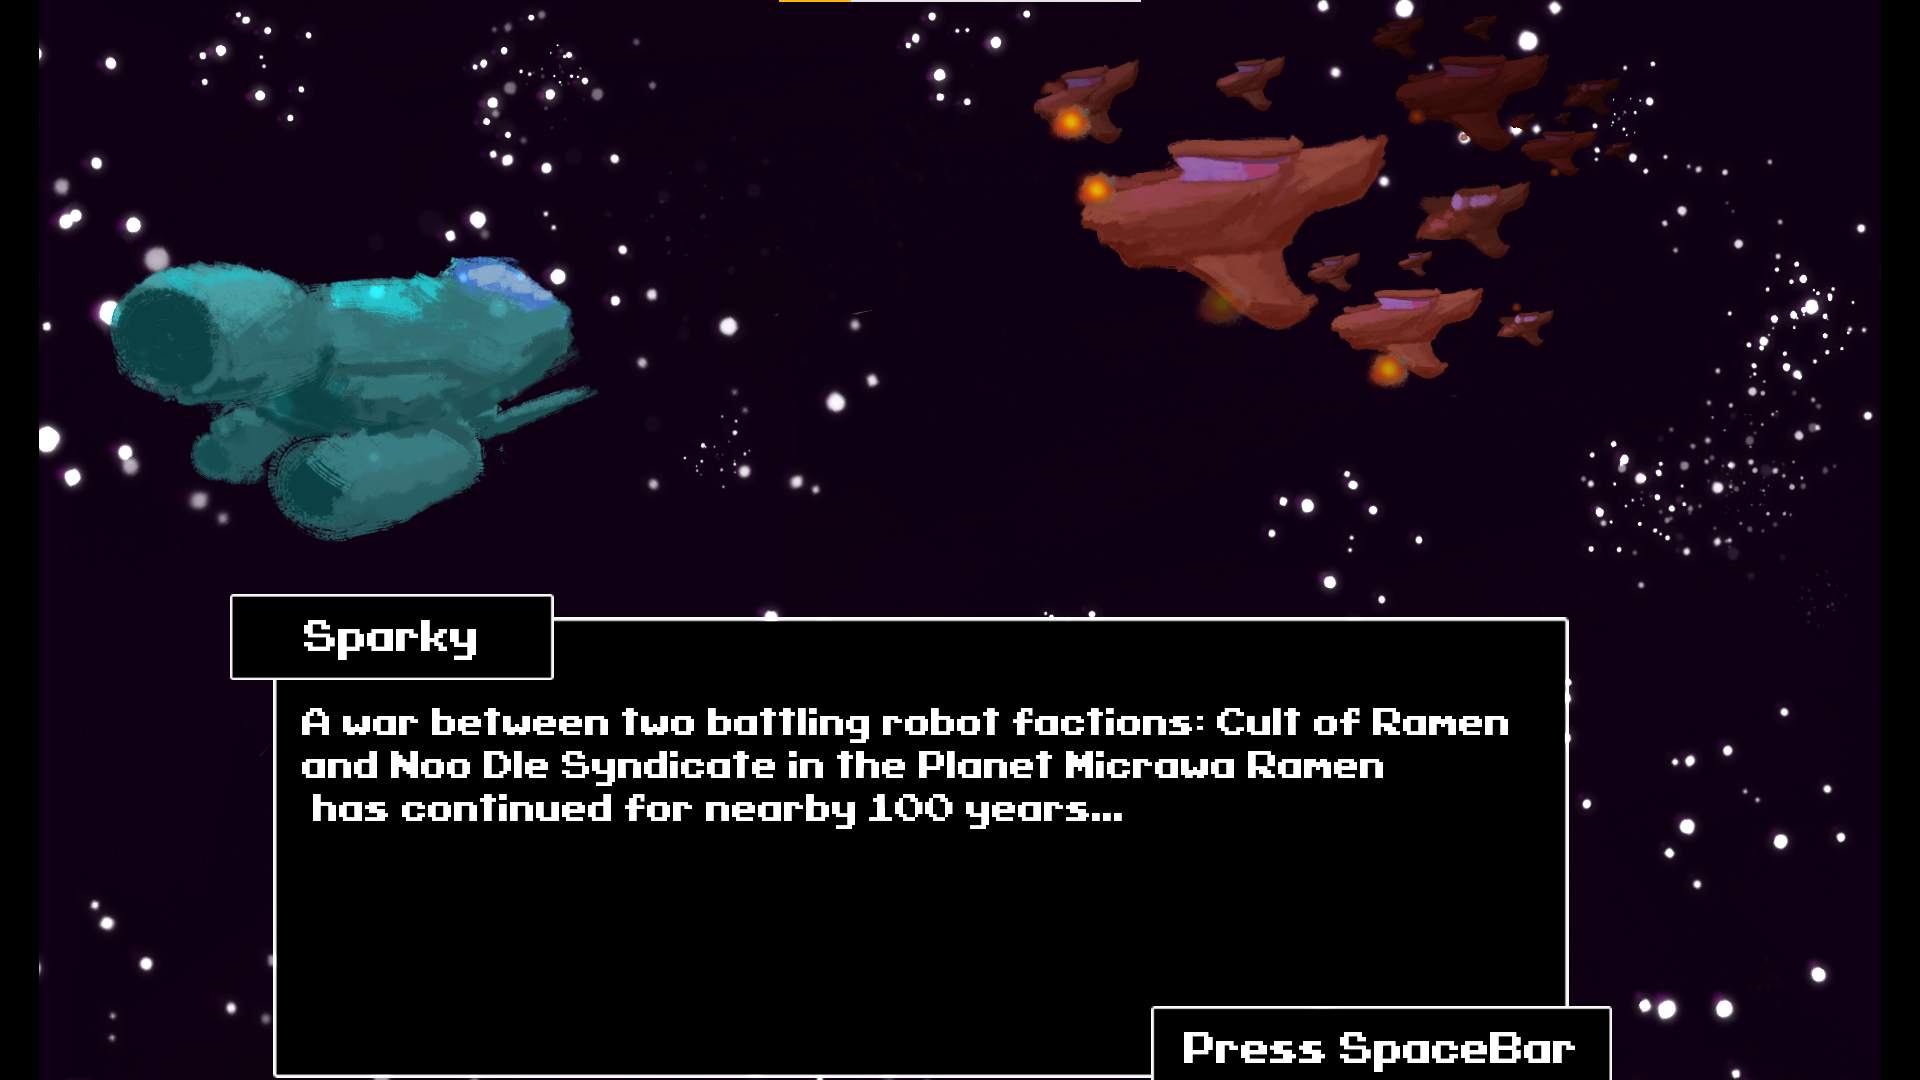 Sparky
A war between two battling robot factions: Cult of Ramen
and Noo Dle Syndicate in the Planet Micrawa Ramen
has continued for nearby 100 years...
Press SpaceBar